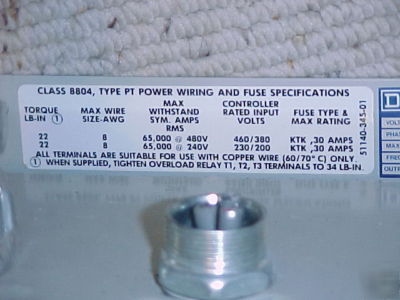 CLASS 8804, TYPE PT POWER WIRING AND FUSE SPECIFICATIONS
TORQUE LB-IN ① MAX WIRE SIZE-AWG MAX WITHSTAND SYM. AMPS RMS CONTROLLER RATED INPUT VOLTS FUSE TYPE & MAX RATING
22 8 65,000 @ 480V 460/380 KTK ,30 AMPS
22 8 65,000 @ 240V 230/200 KTK ,30 AMPS
ALL TERMINALS ARE SUITABLE FOR USE WITH COPPER WIRE (60/70° C) ONLY.
① WHEN SUPPLIED, TIGHTEN OVERLOAD RELAY T1, T2, T3 TERMINALS TO 34 LB-IN.
51140-345-01
D
VOLT
PHAS
MAX
FRE
OUTP